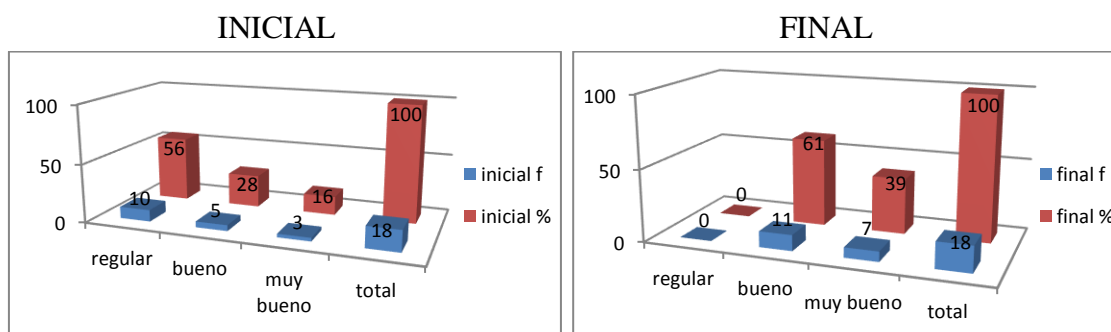 INICIAL
100
50
0
56
28
16
100
10
5
3
18
regular
bueno
muy
bueno
total
inicial f
inicial %
FINAL
100
50
0
0
61
39
100
0
11
7
18
regular
bueno
muy bueno
total
final f
final %